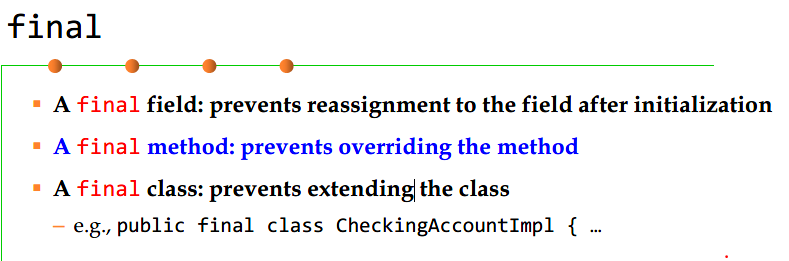 final
A final field: prevents reassignment to the field after initialization
A final method: prevents overriding the method
A final class: prevents extending the class
– e.g., public final class CheckingAccountImpl { …